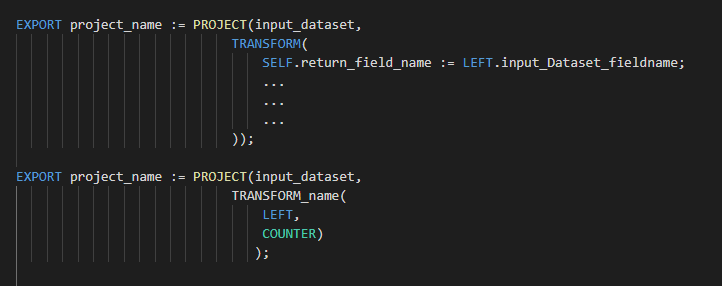 EXPORT project_name := PROJECT(input_dataset,
TRANSFORM(
SELF.return_field_name := LEFT.input_Dataset_fieldname;
...
...
...
));
EXPORT project_name := PROJECT(input_dataset,
TRANSFORM_name(
LEFT,
COUNTER)
);